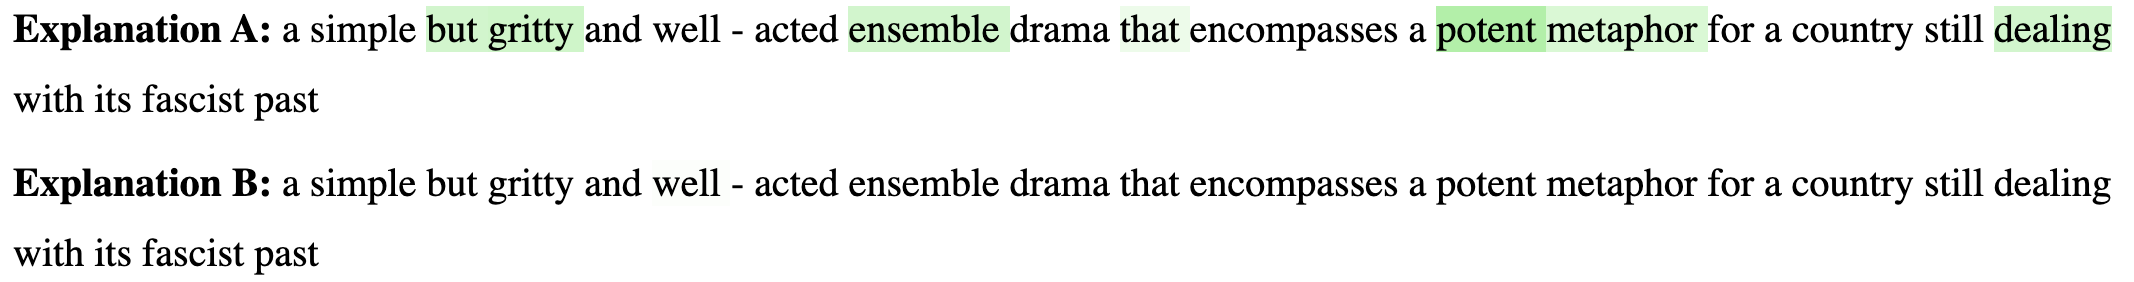 Explanation A: a simple but gritty and well - acted ensemble drama that encompasses a potent metaphor for a country still dealing
with its fascist past
Explanation B: a simple but gritty and well - acted ensemble drama that encompasses a potent metaphor for a country still dealing
with its fascist past